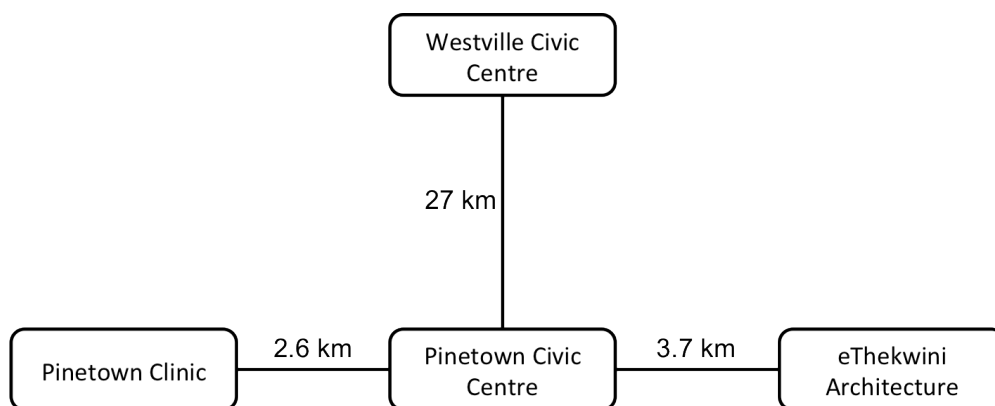 Westville Civic
Centre
27 km
2.6 km
3.7 km
Pinetown Clinic
Pinetown Civic
Centre
eThekwini
Architecture